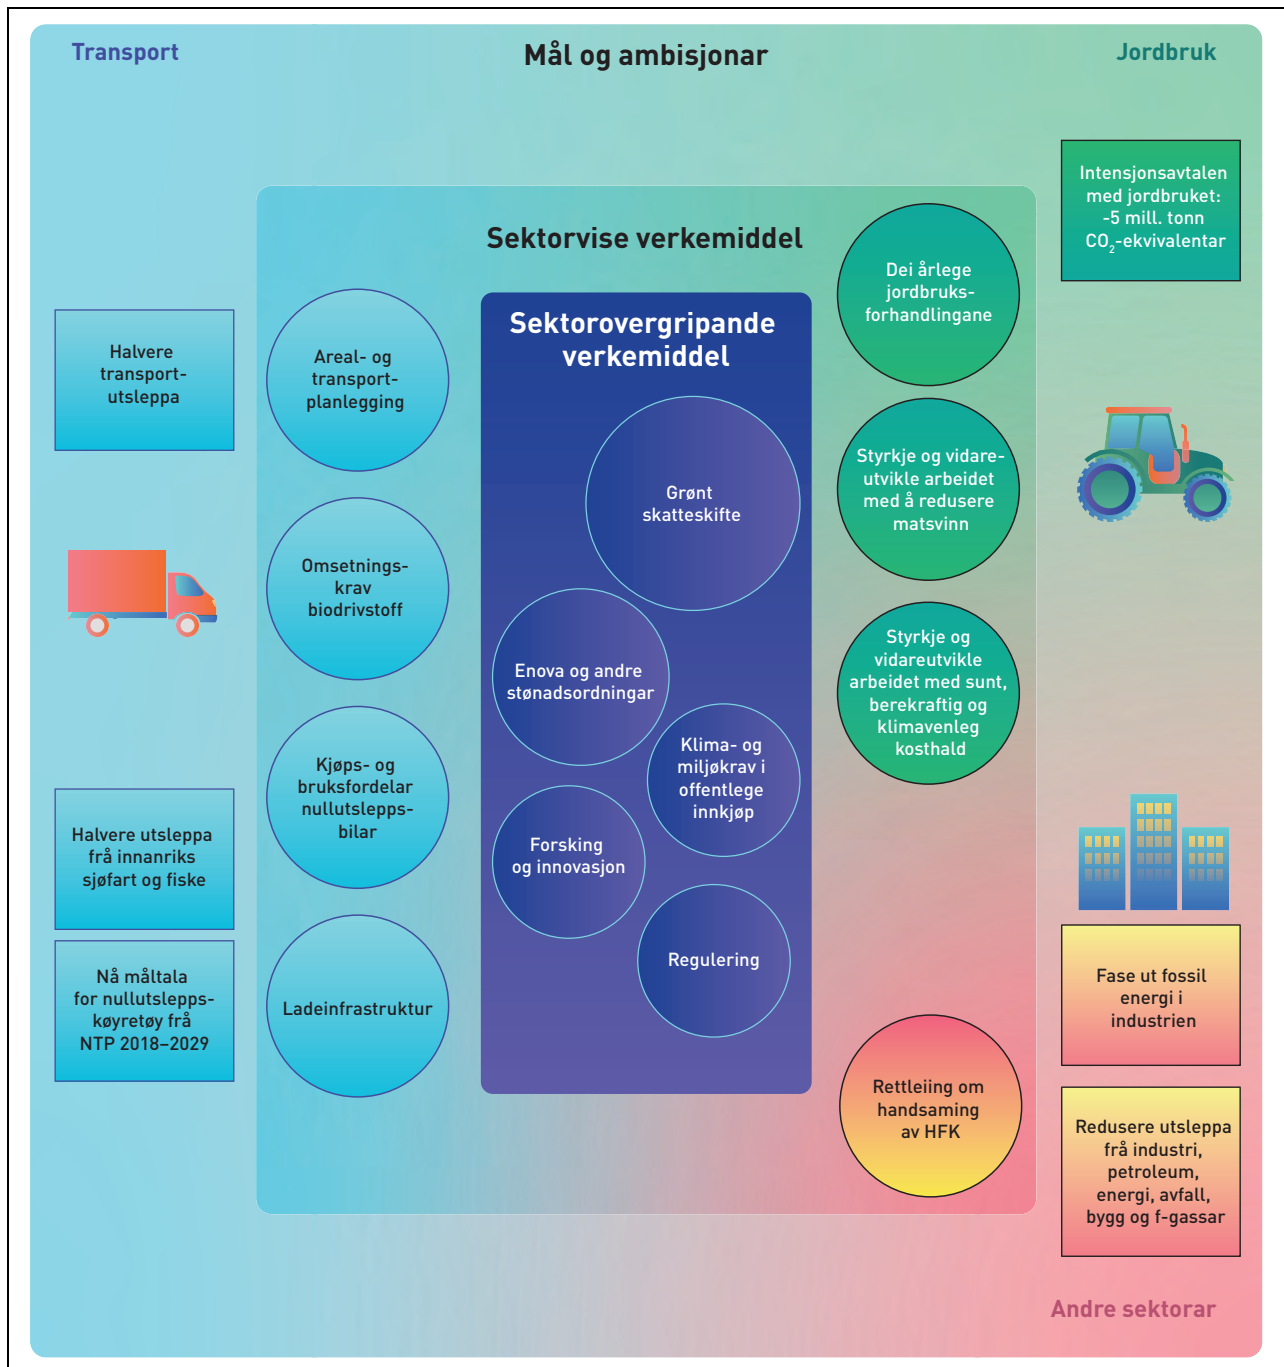 Transport
Mål og ambisjonar
Jordbruk
Intensjonsavtalen
med jordbruket:
-5 mill. tonn
CO₂-ekvivalentar
Sektorvise verkemiddel
Dei årlege
jordbruks-
forhandlingane
Sektorovergripande
verkemiddel
Halvere
transport-
utsleppa
Areal- og
transport-
planlegging
Grønt
skatteskifte
Styrkje og vidare-
utvikle arbeidet
med å redusere
matsvinn
Omsetnings-
krav
biodrivstoff
Enova og andre
stønadsordningar
Styrkje og
vidareutvikle
arbeidet med sunt,
berekraftig og
klimavenleg
kosthald
Kjøps- og
bruksfordelar
nullutslepps-
bilar
Klima- og
miljøkrav i
offentlege
innkjøp
Halvere utsleppa
frå innanriks
sjøfart og fiske
Forsking
og innovasjon
Regulering
Nå måltala
for nullutslepps-
køyretøy frå
NTP 2018–2029
Ladeinfrastruktur
Fase ut fossil
energi i
industrien
Rettleiing om
handsaming
av HFK
Redusere utsleppa
frå industri,
petroleum,
energi, avfall,
bygg og f-gassar
Andre sektorar